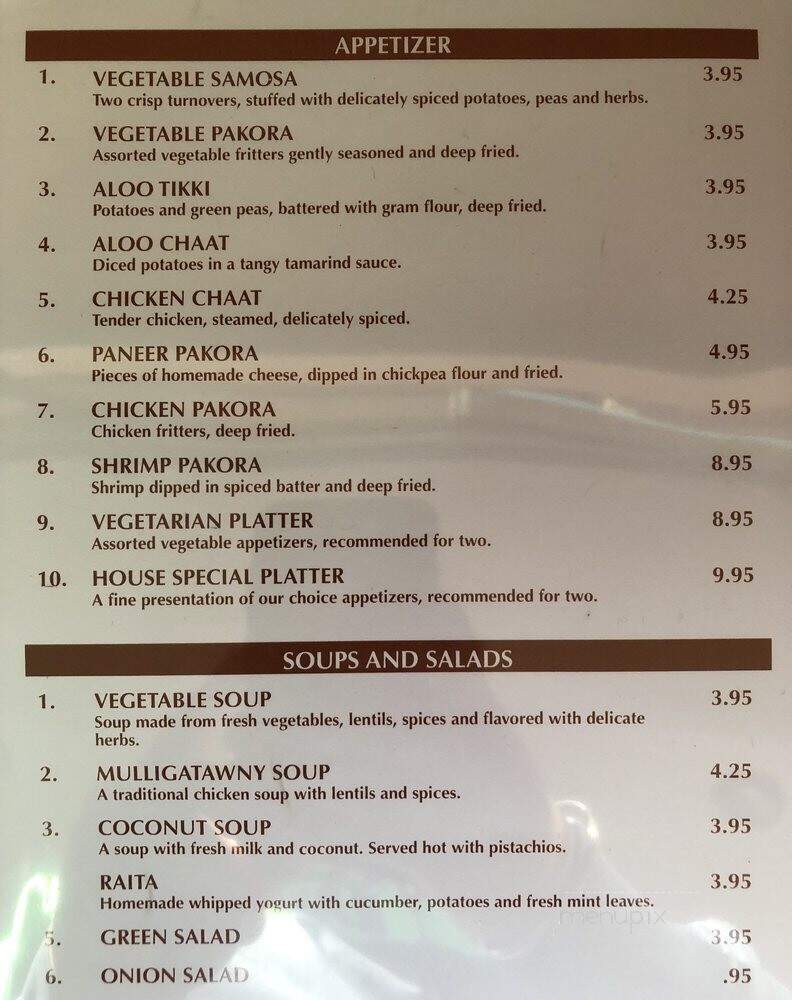 APPETIZER
1. VEGETABLE SAMOSA 3.95
Two crisp turnovers, stuffed with delicately spiced potatoes, peas and herbs.
2. VEGETABLE PAKORA 3.95
Assorted vegetable fritters gently seasoned and deep fried.
3. ALOO TIKKI 3.95
Potatoes and green peas, battered with gram flour, deep fried.
4. ALOO CHAAT 3.95
Diced potatoes in a tangy tamarind sauce.
5. CHICKEN CHAAT 4.25
Tender chicken, steamed, delicately spiced.
6. PANEER PAKORA 4.95
Pieces of homemade cheese, dipped in chickpea flour and fried.
7. CHICKEN PAKORA 5.95
Chicken fritters, deep fried.
8. SHRIMP PAKORA 8.95
Shrimp dipped in spiced batter and deep fried.
9. VEGETARIAN PLATTER 8.95
Assorted vegetable appetizers, recommended for two.
10. HOUSE SPECIAL PLATTER 9.95
A fine presentation of our choice appetizers, recommended for two.
SOUPS AND SALADS
1. VEGETABLE SOUP 3.95
Soup made from fresh vegetables, lentils, spices and flavored with delicate
herbs.
2. MULLIGATAWNY SOUP 4.25
A traditional chicken soup with lentils and spices.
3. COCONUT SOUP 3.95
A soup with fresh milk and coconut. Served hot with pistachios.
RAITA 3.95
Homemade whipped yogurt with cucumber, potatoes and fresh mint leaves.
menupix
5. GREEN SALAD 3.95
6. ONION SALAD .95